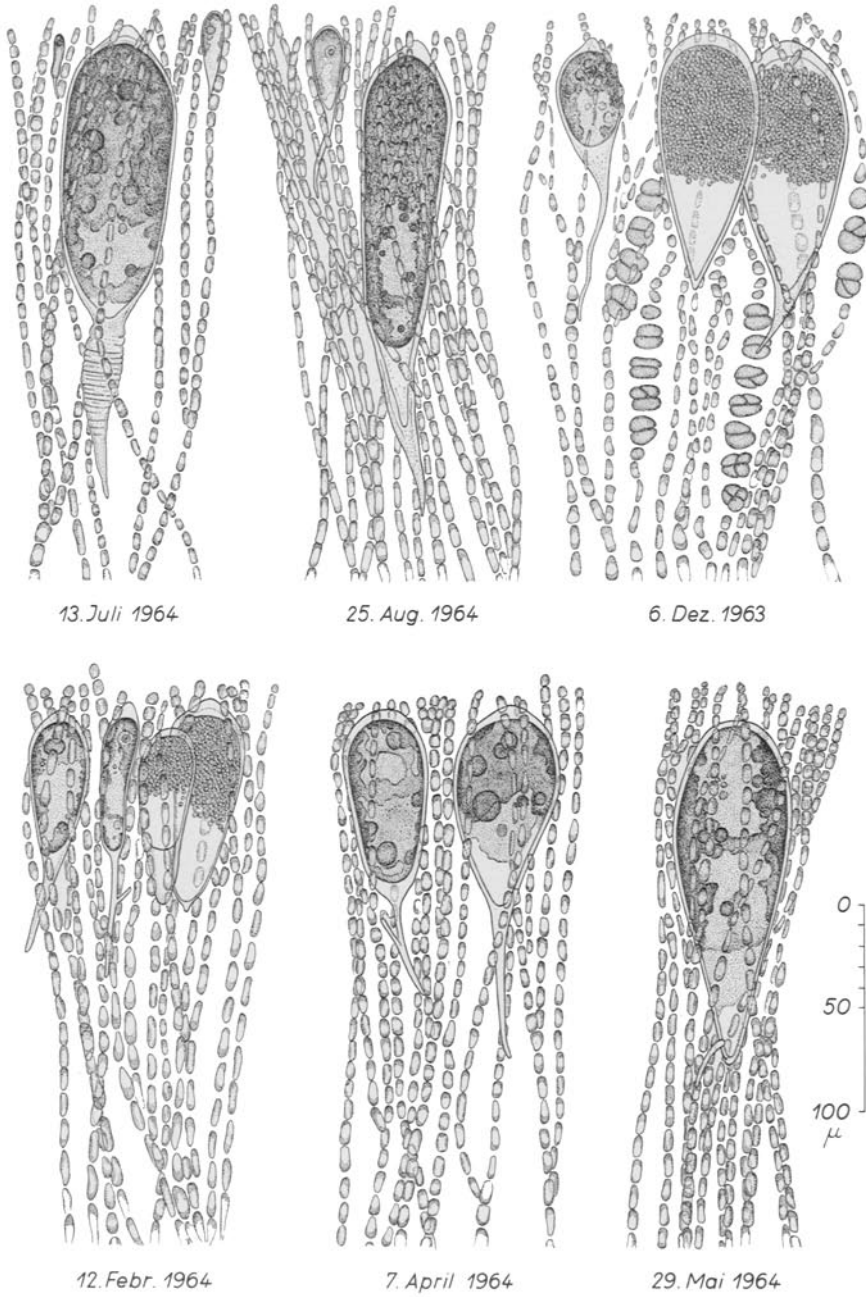 13. Juli 1964
25. Aug. 1964
6. Dez. 1963
0
50
100
μ
12. Febr. 1964
7. April 1964
29. Mai 1964